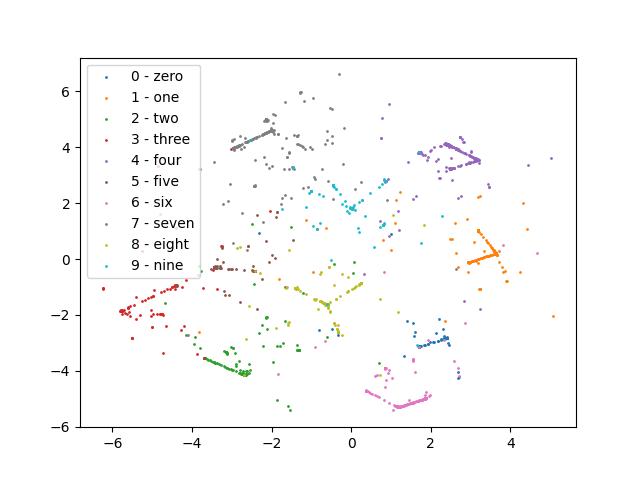 0 - zero
1 - one
2 - two
3 - three
4 - four
5 - five
6 - six
7 - seven
8 - eight
9 - nine
6
4
2
0
−2
−4
−6
−6 −4 −2 0 2 4